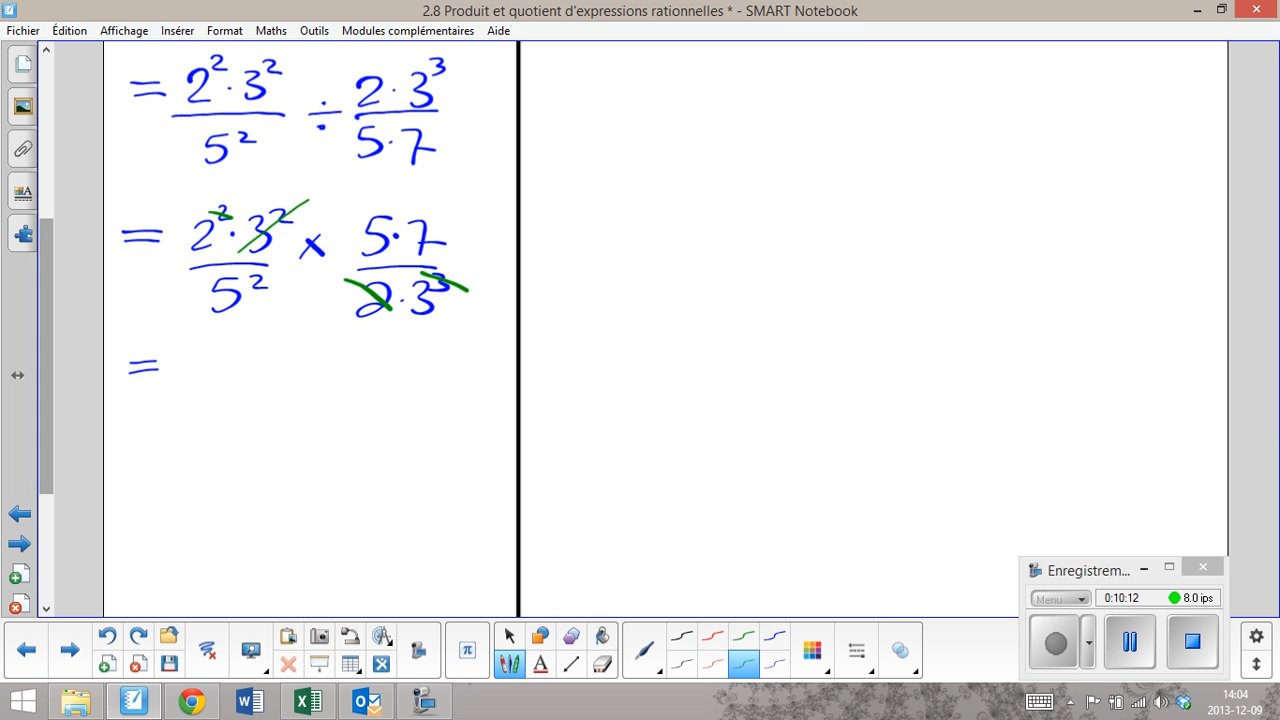 2.8 Produit et quotient d'expressions rationnelles * - SMART Notebook
Fichier Édition Affichage Insérer Format Maths Outils Modules complémentaires Aide
= 2² · 3² / 5² ÷ 2 · 3³ / 5 · 7
= 2² · 3² / 5² × 5 · 7 / 2 · 3³
=
Enregistrem...
Menu 0:10:12 8.0 ips
π
A
14:04
2013-12-09